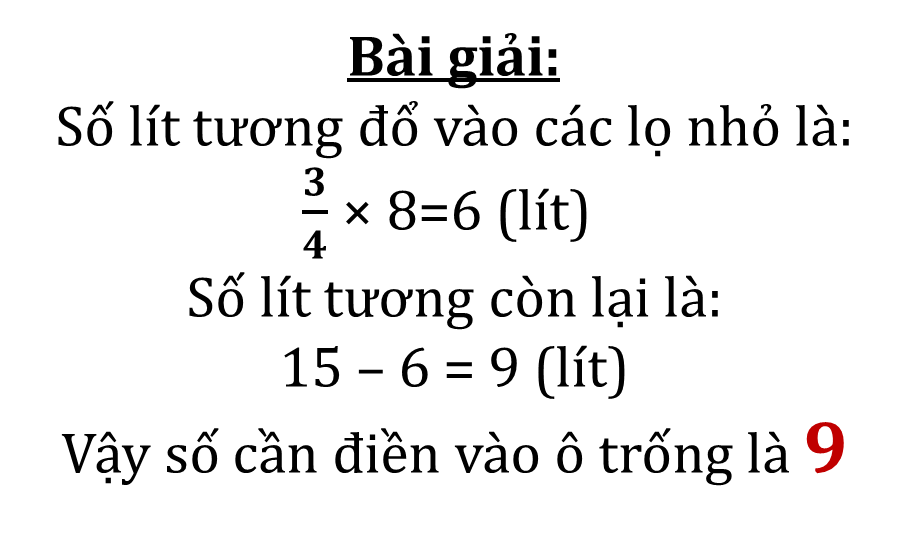 Bài giải:
Số lít tương đổ vào các lọ nhỏ là:
3/4 × 8=6 (lít)
Số lít tương còn lại là:
15 – 6 = 9 (lít)
Vậy số cần điền vào ô trống là 9